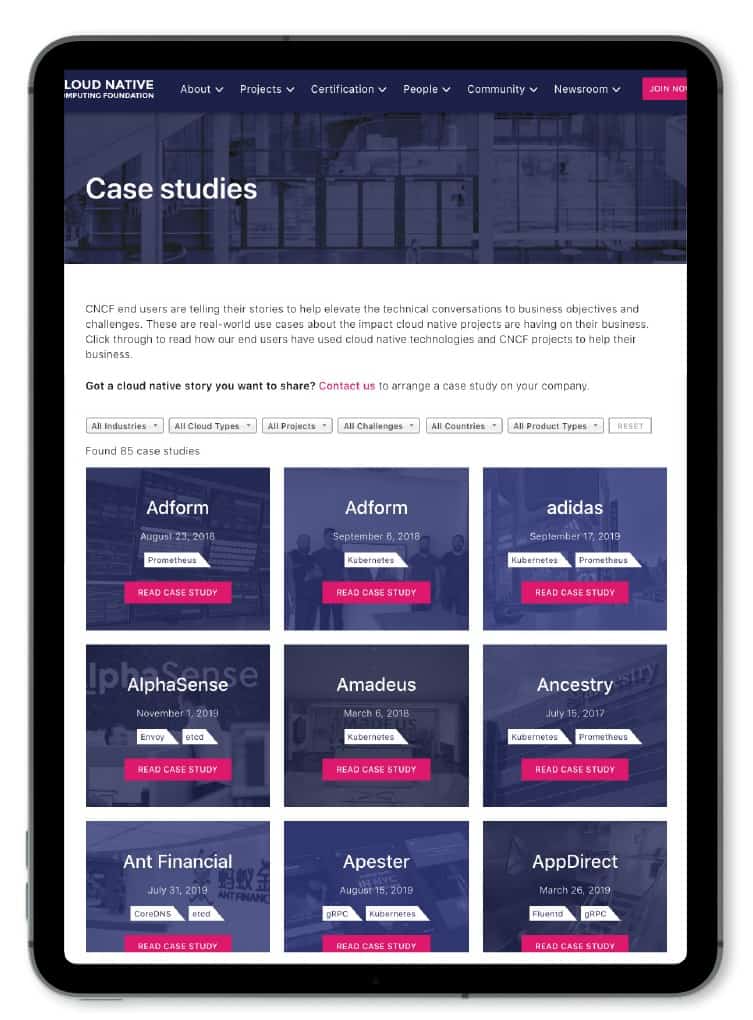 LOUD NATIVE
OMPUTING FOUNDATION
About Projects Certification People Community Newsroom JOIN NOW
Case studies
CNCF end users are telling their stories to help elevate the technical conversations to business objectives and
challenges. These are real-world use cases about the impact cloud native projects are having on their business.
Click through to read how our end users have used cloud native technologies and CNCF projects to help their
business.
Got a cloud native story you want to share? Contact us to arrange a case study on your company.
All Industries All Cloud Types All Projects All Challenges All Countries All Product Types RESET
Found 85 case studies
Adform Adform adidas
August 23, 2018 September 6, 2018 September 17, 2019
Prometheus Kubernetes Kubernetes Prometheus
READ CASE STUDY READ CASE STUDY READ CASE STUDY
lphaSense
AlphaSense Amadeus Ancestry
November 1, 2019 March 6, 2018 July 15, 2017
Envoy etcd Kubernetes Kubernetes Prometheus
READ CASE STUDY READ CASE STUDY READ CASE STUDY
Ant Financial Apester AppDirect
July 31, 2019 August 15, 2019 March 26, 2019
CoreDNS etcd gRPC Kubernetes Fluentd gRPC
READ CASE STUDY READ CASE STUDY READ CASE STUDY